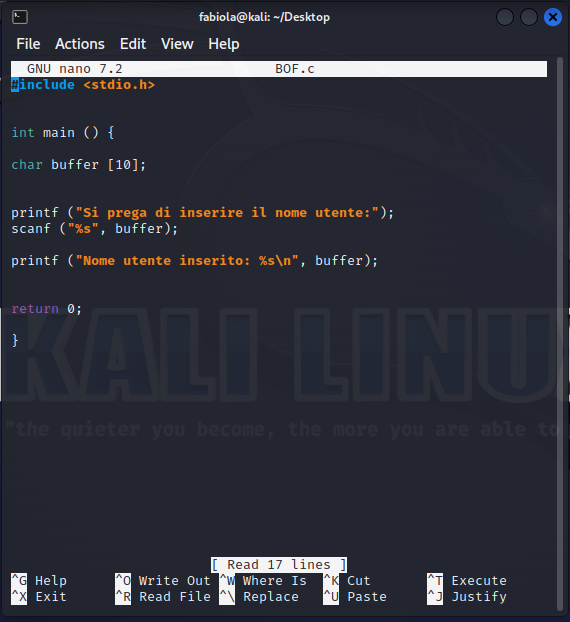 fabiola@kali: ~/Desktop
File Actions Edit View Help
GNU nano 7.2 BOF.c
#include <stdio.h>
int main () {
char buffer [10];
printf ("Si prega di inserire il nome utente:");
scanf ("%s", buffer);
printf ("Nome utente inserito: %s\n", buffer);
return 0;
}
KALI LINU
"the quieter you become, the more you are able to
[ Read 17 lines ]
^G Help ^O Write Out ^W Where Is ^K Cut ^T Execute
^X Exit ^R Read File ^\ Replace ^U Paste ^J Justify